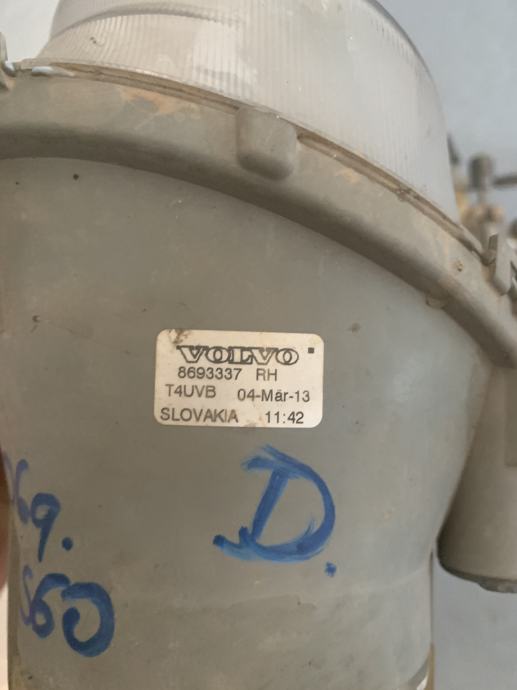 VOLVO
8693337 RH
T4UVB 04-Mär-13
SLOVAKIA 11:42
D.
S60